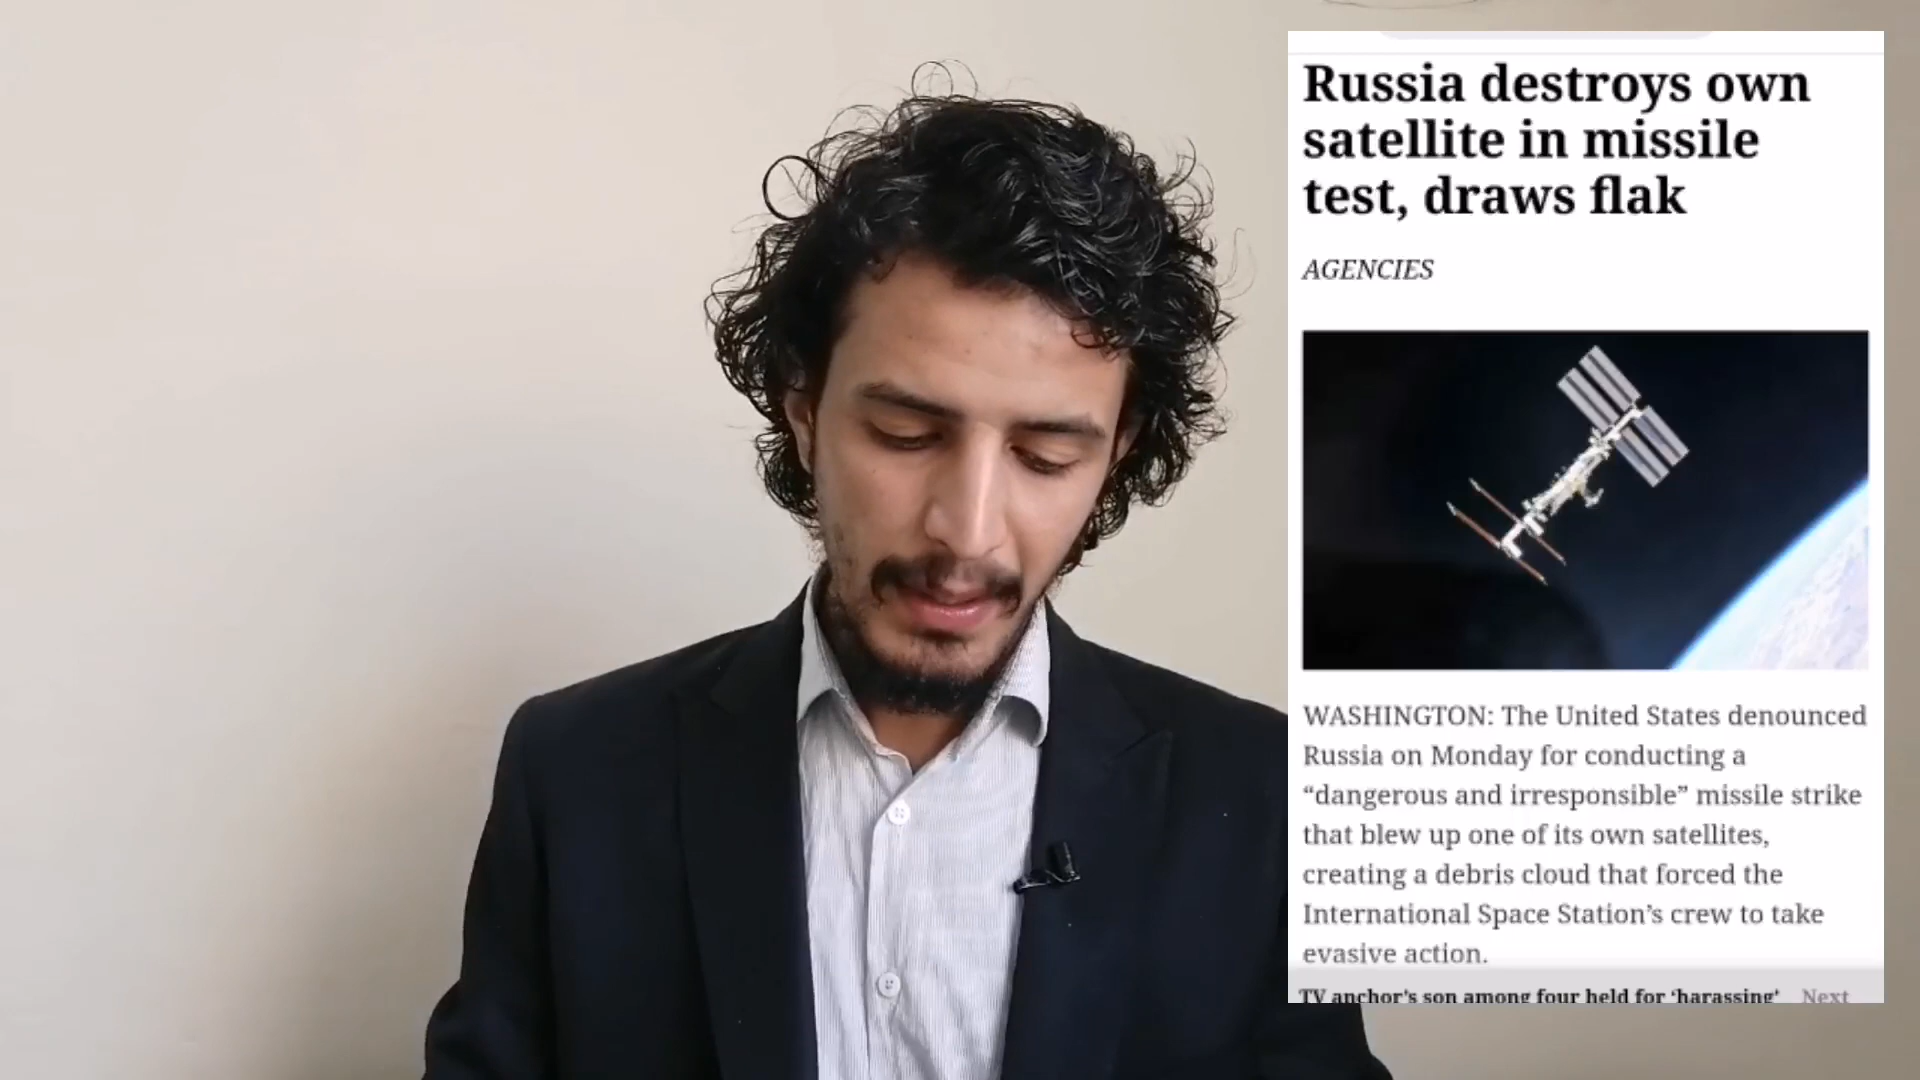 Russia destroys own
satellite in missile
test, draws flak
AGENCIES
WASHINGTON: The United States denounced
Russia on Monday for conducting a
“dangerous and irresponsible” missile strike
that blew up one of its own satellites,
creating a debris cloud that forced the
International Space Station’s crew to take
evasive action.
TV anchor’s son among four held for ‘harassing’ Next